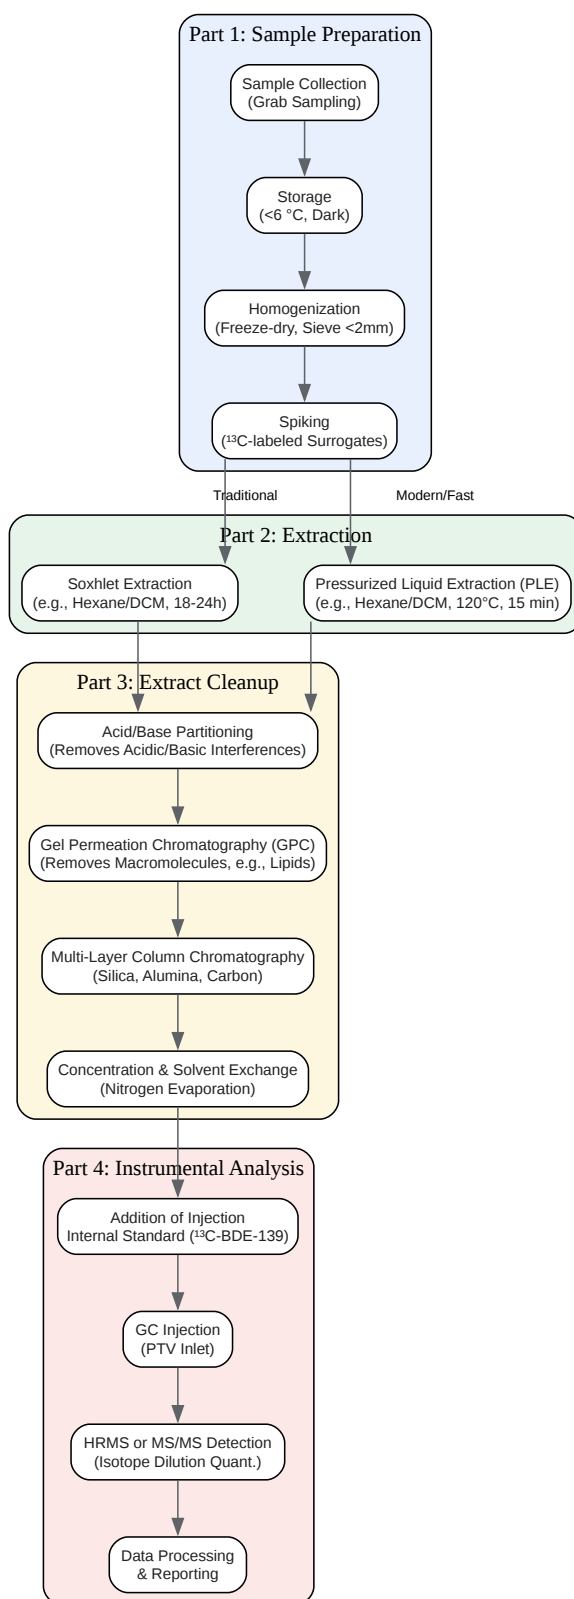 Part 1: Sample Preparation
Sample Collection
(Grab Sampling)
Storage
(<6 °C, Dark)
Homogenization
(Freeze-dry, Sieve <2mm)
Spiking
(¹³C-labeled Surrogates)
Traditional
Modern/Fast
Part 2: Extraction
Soxhlet Extraction
(e.g., Hexane/DCM, 18-24h)
Pressurized Liquid Extraction (PLE)
(e.g., Hexane/DCM, 120°C, 15 min)
Part 3: Extract Cleanup
Acid/Base Partitioning
(Removes Acidic/Basic Interferences)
Gel Permeation Chromatography (GPC)
(Removes Macromolecules, e.g., Lipids)
Multi-Layer Column Chromatography
(Silica, Alumina, Carbon)
Concentration & Solvent Exchange
(Nitrogen Evaporation)
Part 4: Instrumental Analysis
Addition of Injection
Internal Standard (¹³C-BDE-139)
GC Injection
(PTV Inlet)
HRMS or MS/MS Detection
(Isotope Dilution Quant.)
Data Processing
& Reporting